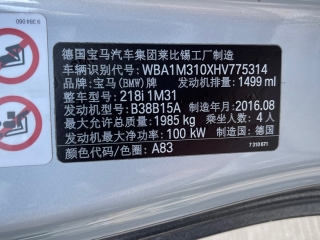 德国宝马汽车集团莱比锡工厂制造
车辆识别代号：WBA1M310XHV775314
品牌：宝马(BMW)牌 发动机排量：1499 ml
整车型号：218i 1M31
发动机型号：B38B15A 制造年月：2016.08
最大允许总质量：1985 kg 乘坐人数：4 人
发动机最大净功率：100 kW 制造国：德国
颜色代码/色圈：A83
7 310 671